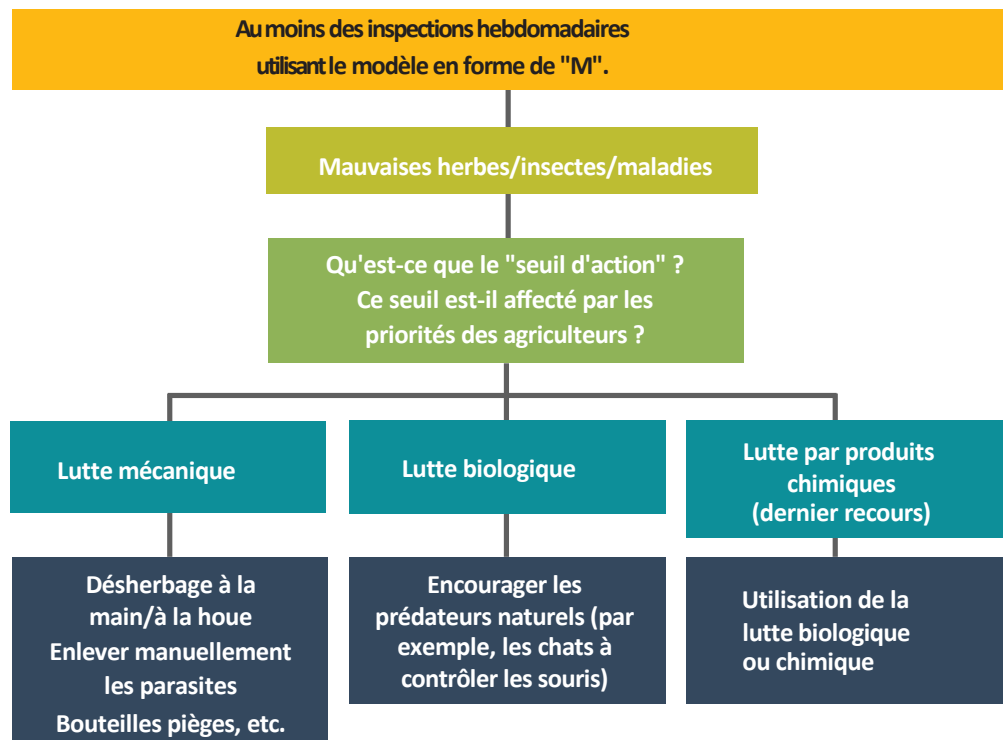 Au moins des inspections hebdomadaires
utilisant le modèle en forme de "M".
Mauvaises herbes/insectes/maladies
Qu'est-ce que le "seuil d'action" ?
Ce seuil est-il affecté par les
priorités des agriculteurs ?
Lutte mécanique
Lutte biologique
Lutte par produits
chimiques
(dernier recours)
Désherbage à la
main/à la houe
Enlever manuellement
les parasites
Bouteilles pièges, etc.
Encourager les
prédateurs naturels (par
exemple, les chats à
contrôler les souris)
Utilisation de la
lutte biologique
ou chimique